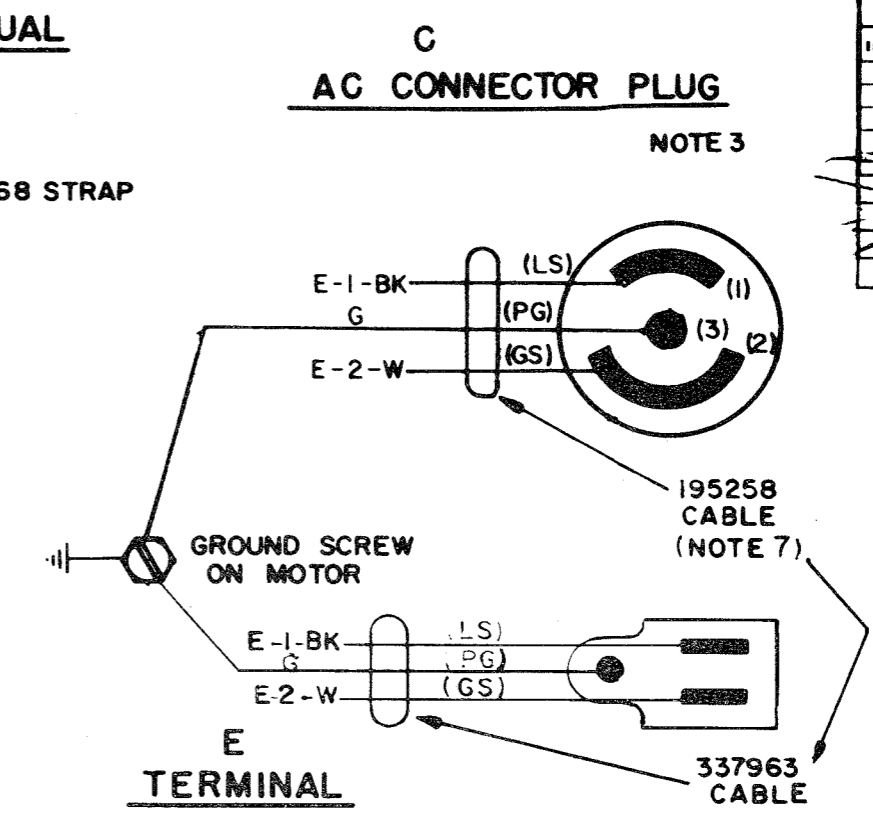 UAL
C
AC CONNECTOR PLUG
NOTE 3
68 STRAP
E-1-BK
(LS)
(1)
G
(PG)
(3)
(2)
E-2-W
(GS)
195258
CABLE
(NOTE 7)
GROUND SCREW
ON MOTOR
E-1-BK
(LS)
G
(PG)
E-2-W
(GS)
E
TERMINAL
337963
CABLE